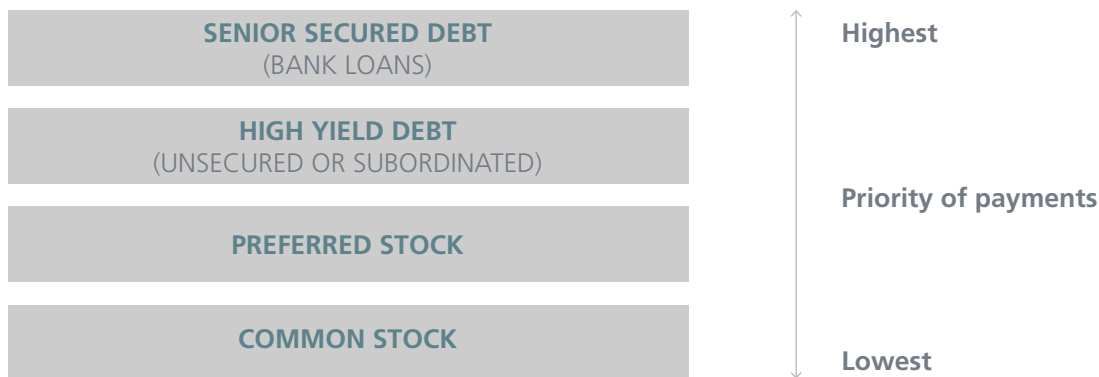 SENIOR SECURED DEBT
(BANK LOANS)
Highest
HIGH YIELD DEBT
(UNSECURED OR SUBORDINATED)
Priority of payments
PREFERRED STOCK
COMMON STOCK
Lowest